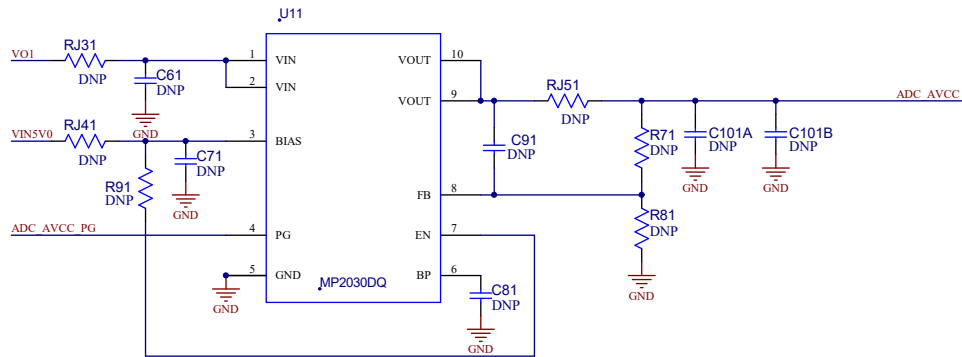 U11
VO1
RJ31
DNP
C61
DNP
GND
1
VIN
2
VIN
VOUT
10
VOUT
9
RJ51
DNP
ADC_AVCC
VIN5V0
RJ41
DNP
3
BIAS
C71
DNP
GND
R91
DNP
C91
DNP
R71
DNP
C101A
DNP
GND
C101B
DNP
GND
FB
8
R81
DNP
GND
ADC_AVCC_PG
4
PG
EN
7
5
GND
GND
BP
6
MP2030DQ
C81
DNP
GND